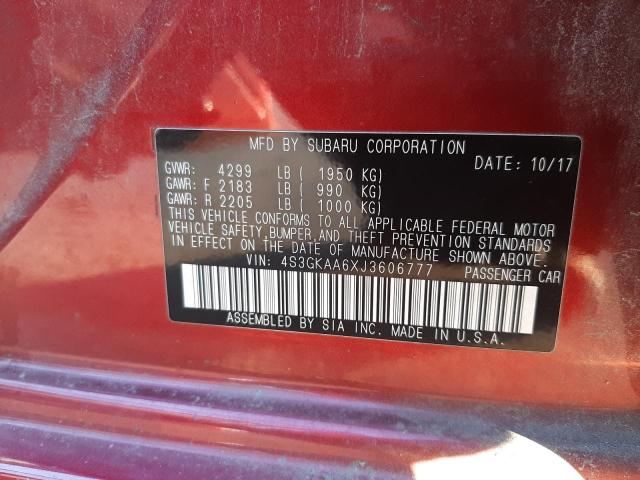 MFD BY SUBARU CORPORATION
DATE: 10/17
GVWR: 4299 LB ( 1950 KG)
GAWR: F 2183 LB ( 990 KG)
GAWR: R 2205 LB ( 1000 KG)
THIS VEHICLE CONFORMS TO ALL APPLICABLE FEDERAL MOTOR
VEHICLE SAFETY, BUMPER, AND THEFT PREVENTION STANDARDS
IN EFFECT ON THE DATE OF MANUFACTURE SHOWN ABOVE.
VIN: 4S3GKAA6XJ3606777
PASSENGER CAR
ASSEMBLED BY SIA INC. MADE IN U.S.A.